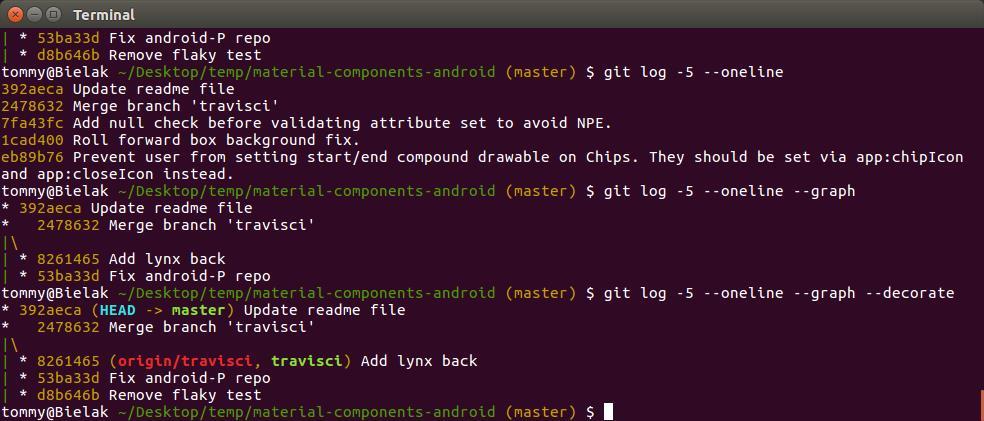 Terminal
| * 53ba33d Fix android-P repo
| * d8b646b Remove flaky test
tommy@Bielak ~/Desktop/temp/material-components-android (master) $ git log -5 --oneline
392aeca Update readme file
2478632 Merge branch 'travisci'
7fa43fc Add null check before validating attribute set to avoid NPE.
1cad400 Roll forward box background fix.
eb89b76 Prevent user from setting start/end compound drawable on Chips. They should be set via app:chipIcon
and app:closeIcon instead.
tommy@Bielak ~/Desktop/temp/material-components-android (master) $ git log -5 --oneline --graph
* 392aeca Update readme file
*   2478632 Merge branch 'travisci'
|\
| * 8261465 Add lynx back
| * 53ba33d Fix android-P repo
tommy@Bielak ~/Desktop/temp/material-components-android (master) $ git log -5 --oneline --graph --decorate
* 392aeca (HEAD -> master) Update readme file
*   2478632 Merge branch 'travisci'
|\
| * 8261465 (origin/travisci, travisci) Add lynx back
| * 53ba33d Fix android-P repo
| * d8b646b Remove flaky test
tommy@Bielak ~/Desktop/temp/material-components-android (master) $